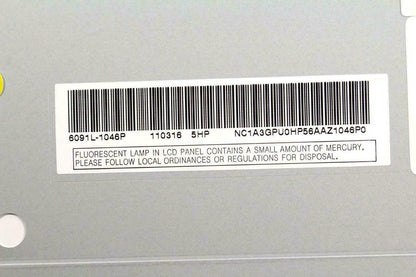 6091L-1046P 110316 5HP NC1A3GPU0HP56AAZ1046P0
FLUORESCENT LAMP IN LCD PANEL CONTAINS A SMALL AMOUNT OF MERCURY.
PLEASE FOLLOW LOCAL ORDINANCES OR REGULATIONS FOR DISPOSAL.